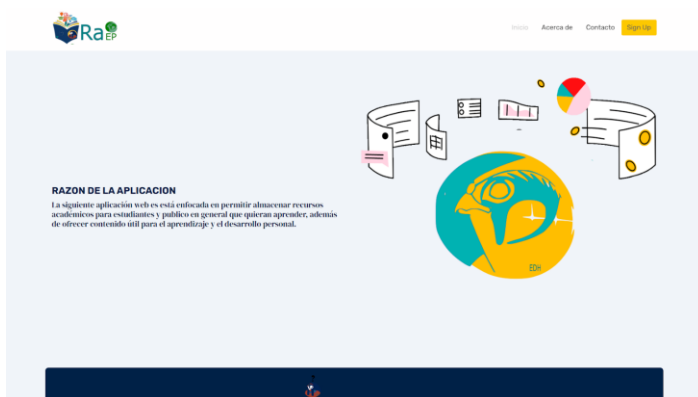 Ra
EP
Inicio Acerca de Contacto Sign Up
RAZON DE LA APLICACION
La siguiente aplicación web es está enfocada en permitir almacenar recursos
académicos para estudiantes y publico en general que quieran aprender, además
de ofrecer contenido útil para el aprendizaje y el desarrollo personal.
EDH